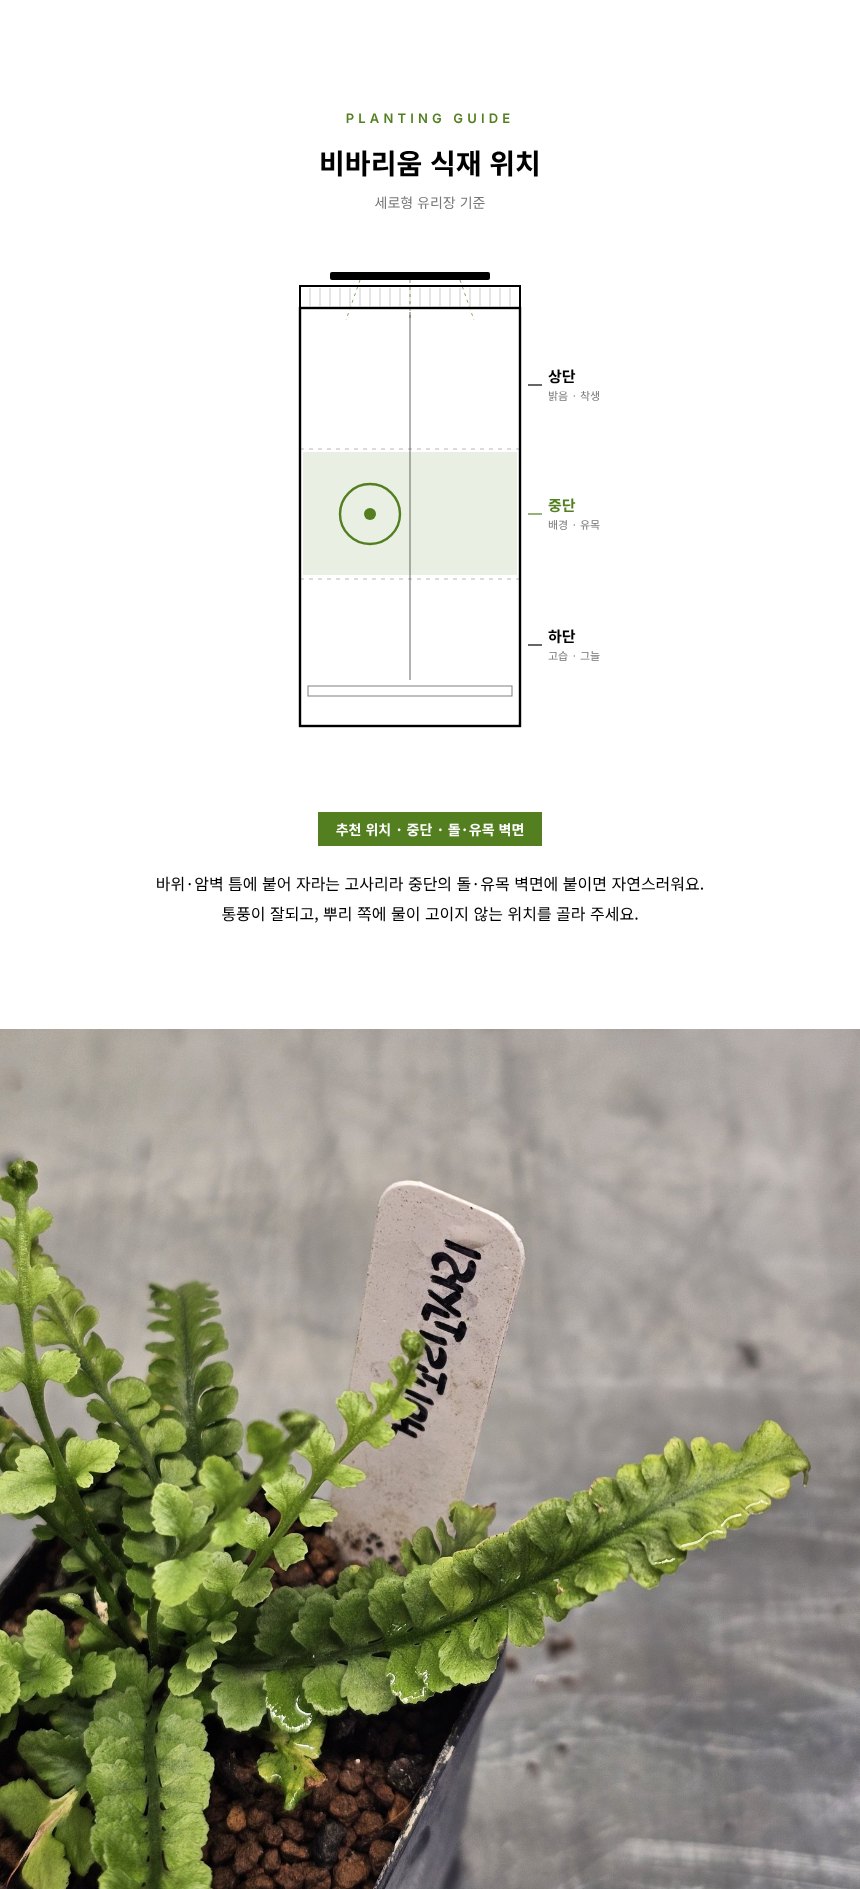 PLANTING GUIDE
비바리움 식재 위치
세로형 유리장 기준
상단
밝음 · 착생
중단
배경 · 유목
하단
고습 · 그늘
추천 위치 · 중단 · 돌·유목 벽면
바위·암벽 틈에 붙어 자라는 고사리라 중단의 돌·유목 벽면에 붙이면 자연스러워요.
통풍이 잘되고, 뿌리 쪽에 물이 고이지 않는 위치를 골라 주세요.